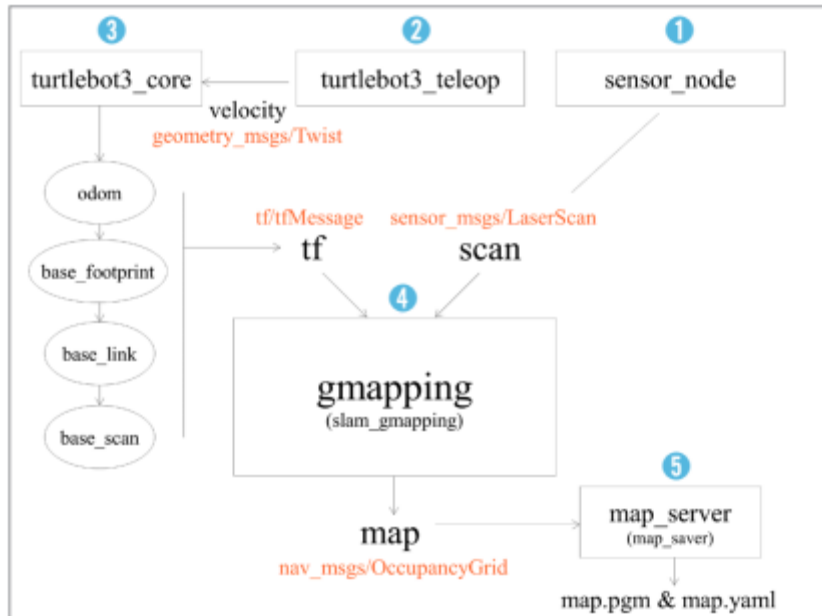 3
2
1
turtlebot3_core
turtlebot3_teleop
sensor_node
velocity
geometry_msgs/Twist
odom
tf/tfMessage
sensor_msgs/LaserScan
tf
scan
base_footprint
4
base_link
gmapping
(slam_gmapping)
base_scan
5
map
map_server
(map_saver)
nav_msgs/OccupancyGrid
map.pgm & map.yaml